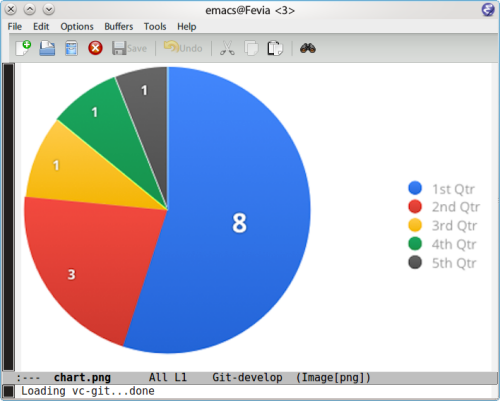 emacs@Fevia <3>
File Edit Options Buffers Tools Help
Save Undo
1
1
1
8
3
1st Qtr
2nd Qtr
3rd Qtr
4th Qtr
5th Qtr
:--- chart.png All L1 Git-develop (Image[png])
Loading vc-git...done